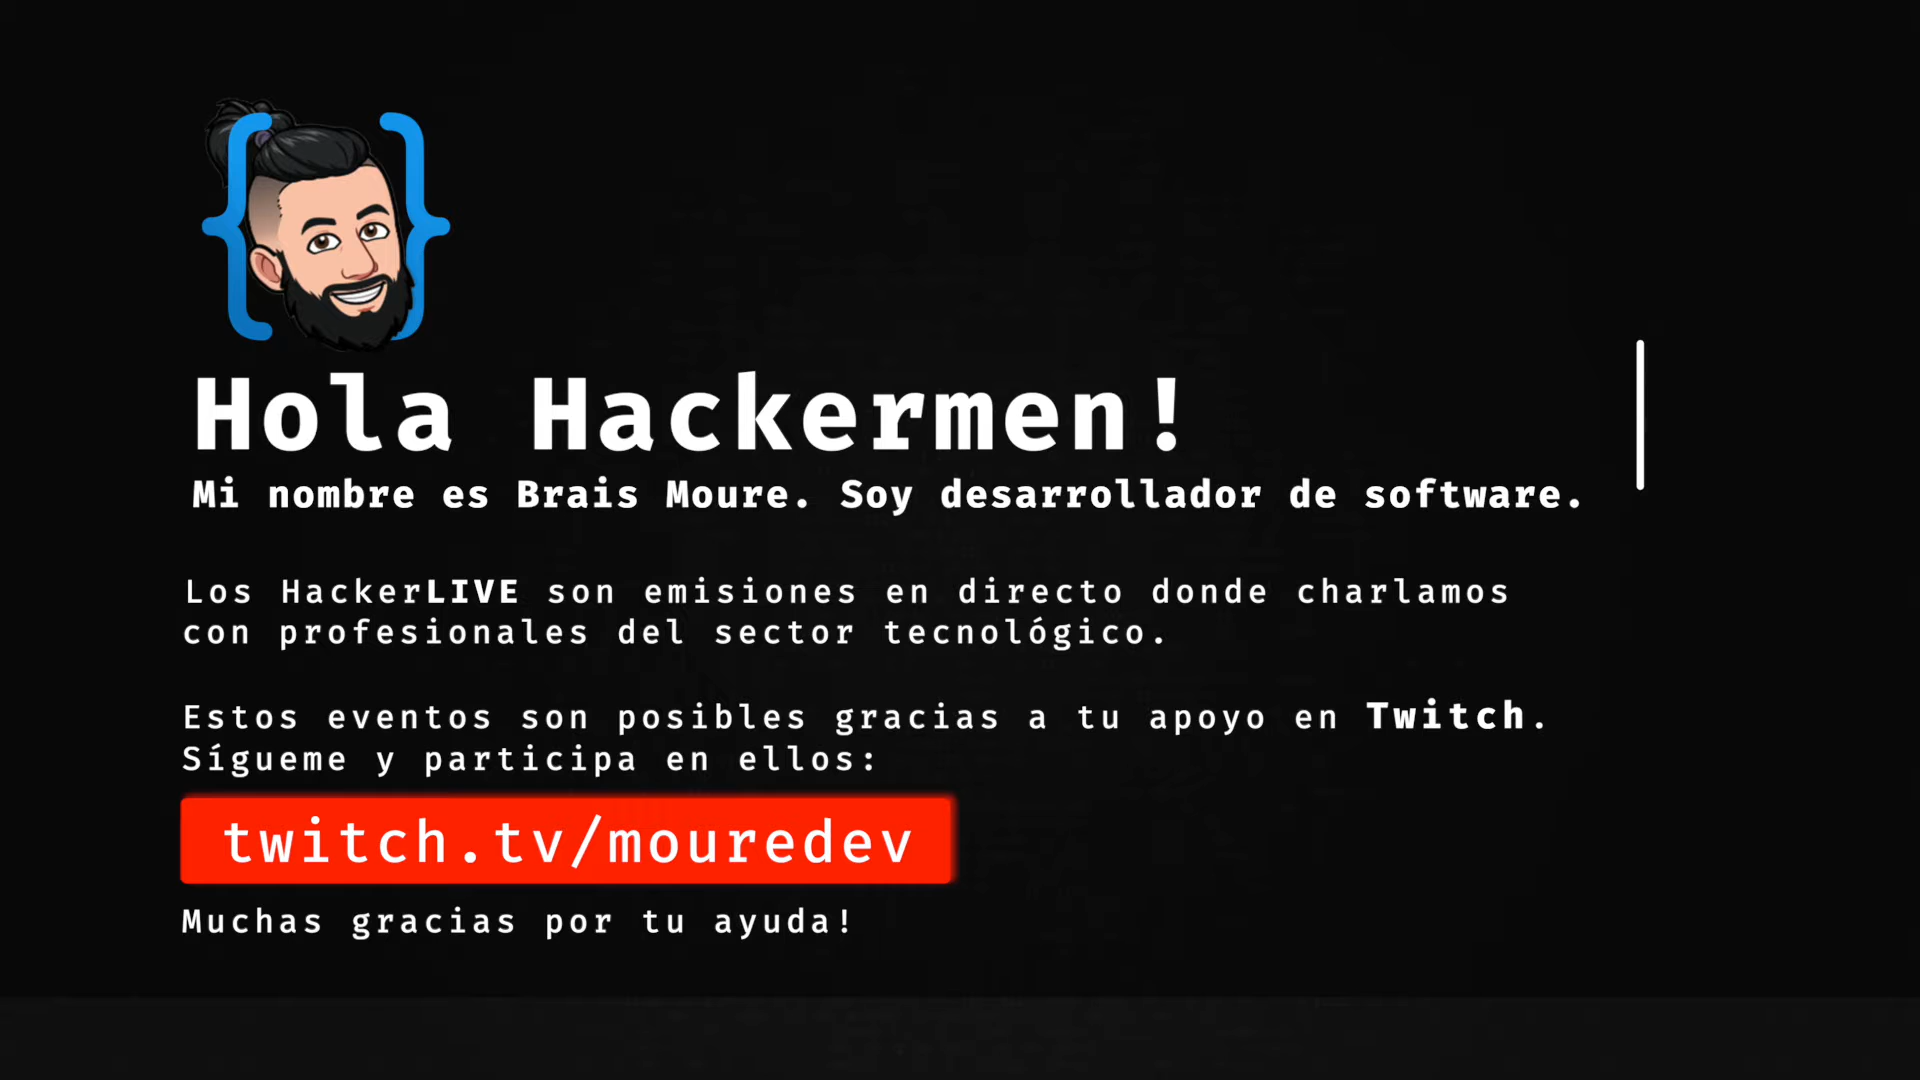 Hola Hackermen!
Mi nombre es Brais Moure. Soy desarrollador de software.
Los HackerLIVE son emisiones en directo donde charlamos
con profesionales del sector tecnológico.
Estos eventos son posibles gracias a tu apoyo en Twitch.
Sígueme y participa en ellos:
twitch.tv/mouredev
Muchas gracias por tu ayuda!